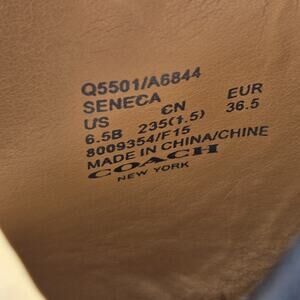 Q5501/A6844
SENECA
US CN EUR
6.5B 235(1.5) 36.5
8009354/F15
MADE IN CHINA/CHINE
COACH
NEW YORK